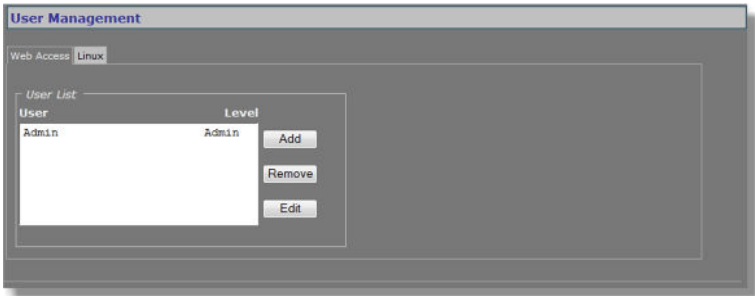 User Management
Web Access Linux
User List
User Level
Admin Admin
Add
Remove
Edit